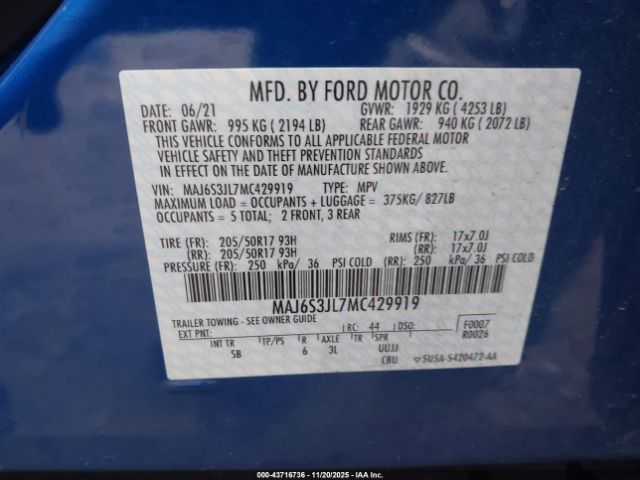 MFD. BY FORD MOTOR CO.
DATE: 06/21 GVWR: 1929 KG ( 4253 LB)
FRONT GAWR: 995 KG ( 2194 LB) REAR GAWR: 940 KG ( 2072 LB)
THIS VEHICLE CONFORMS TO ALL APPLICABLE FEDERAL MOTOR
VEHICLE SAFETY AND THEFT PREVENTION STANDARDS
IN EFFECT ON THE DATE OF MANUFACTURE SHOWN ABOVE.
VIN: MAJ6S3JL7MC429919 TYPE: MPV
MAXIMUM LOAD = OCCUPANTS + LUGGAGE = 375KG/ 827LB
OCCUPANTS = 5 TOTAL; 2 FRONT, 3 REAR
TIRE (FR): 205/50R17 93H RIMS (FR): 17x7.0J
(RR): 205/50R17 93H (RR): 17x7.0J
PRESSURE (FR): 250 kPa/ 36 PSI COLD (RR): 250 kPa/ 36 PSI COLD
MAJ6S3JL7MC429919
TRAILER TOWING - SEE OWNER GUIDE
EXT PNT: RC: 44 DSO: F0007
R0026
INT TR TP/PS R AXLE TR SPR
SB 6 3L UUJJ
CBU 5USA-S420472-AA
000-43716736 - 11/20/2025 - IAA, Inc.